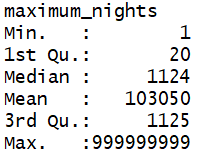 maximum_nights
Min.   :        1
1st Qu.:       20
Median :     1124
Mean   :   103050
3rd Qu.:     1125
Max.   :999999999